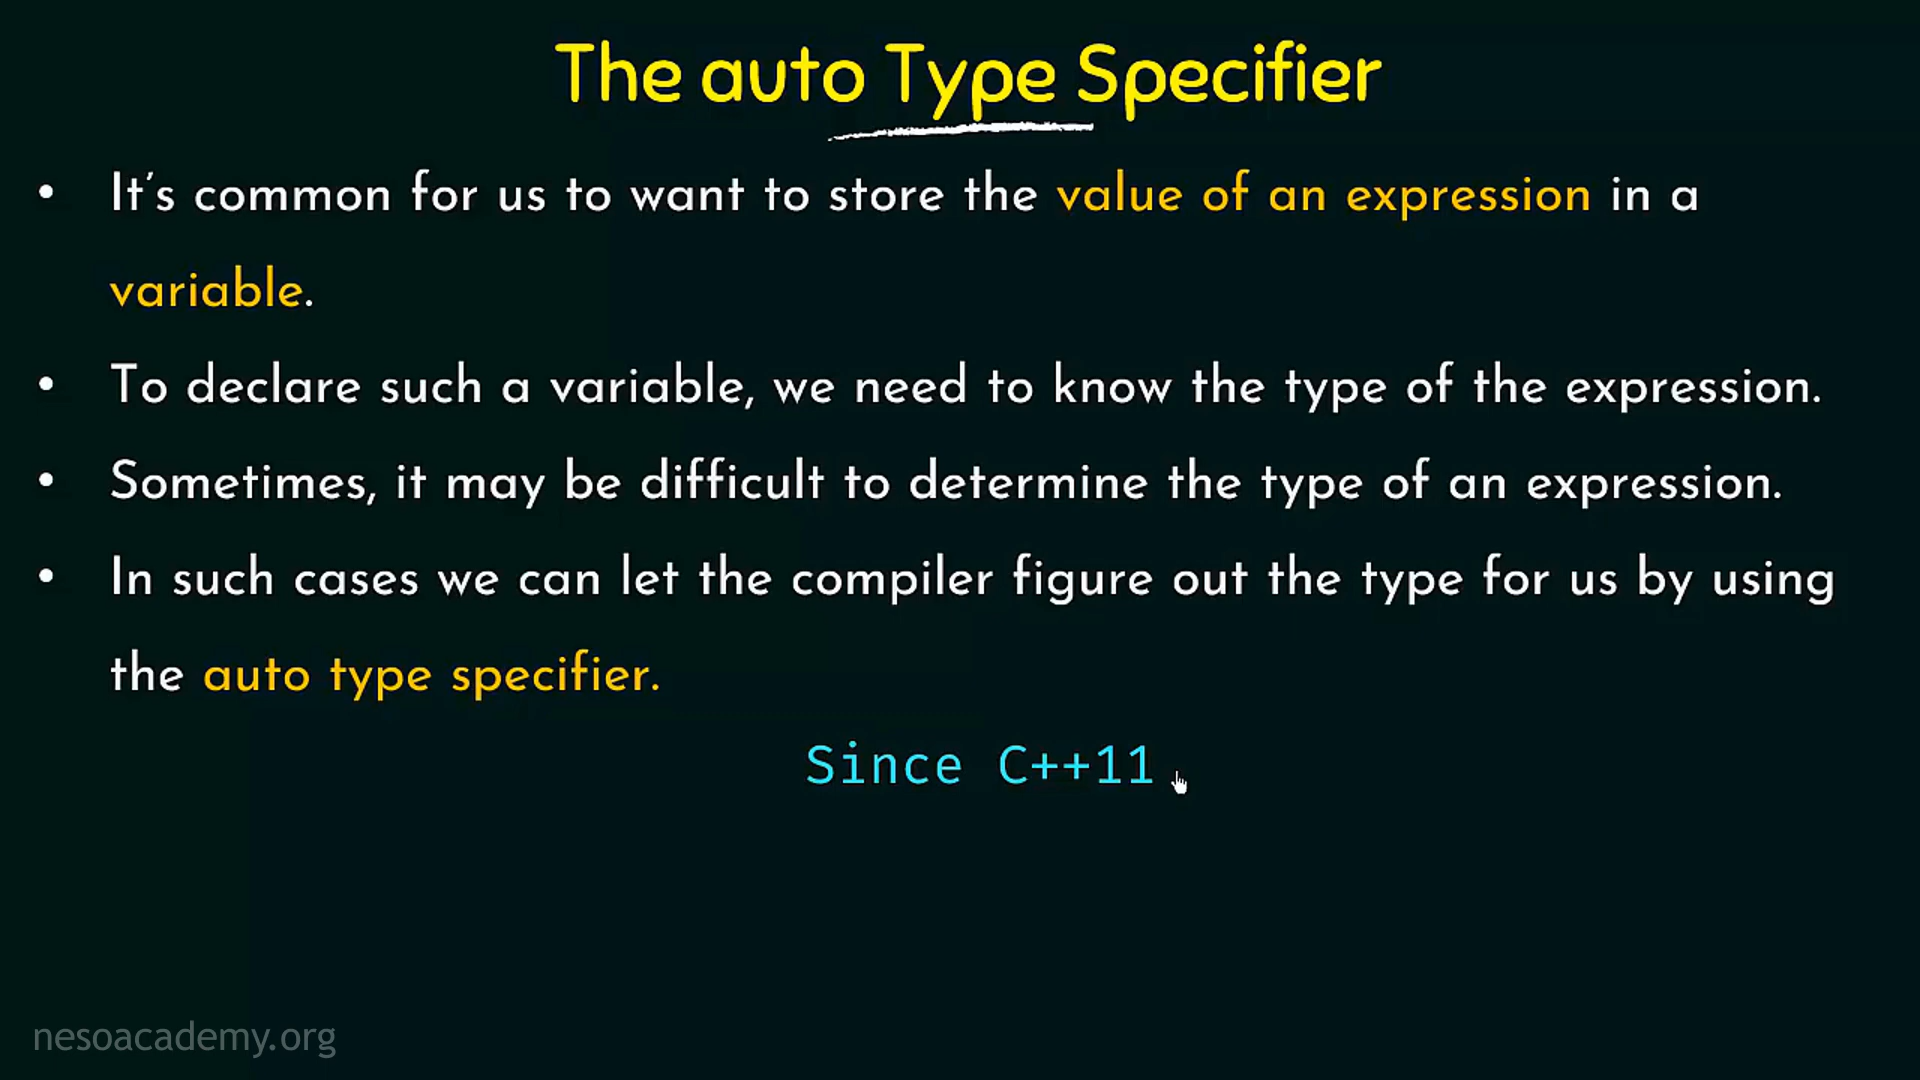 The auto Type Specifier
• It's common for us to want to store the value of an expression in a
variable.
• To declare such a variable, we need to know the type of the expression.
• Sometimes, it may be difficult to determine the type of an expression.
• In such cases we can let the compiler figure out the type for us by using
the auto type specifier.
Since C++11
nesoacademy.org